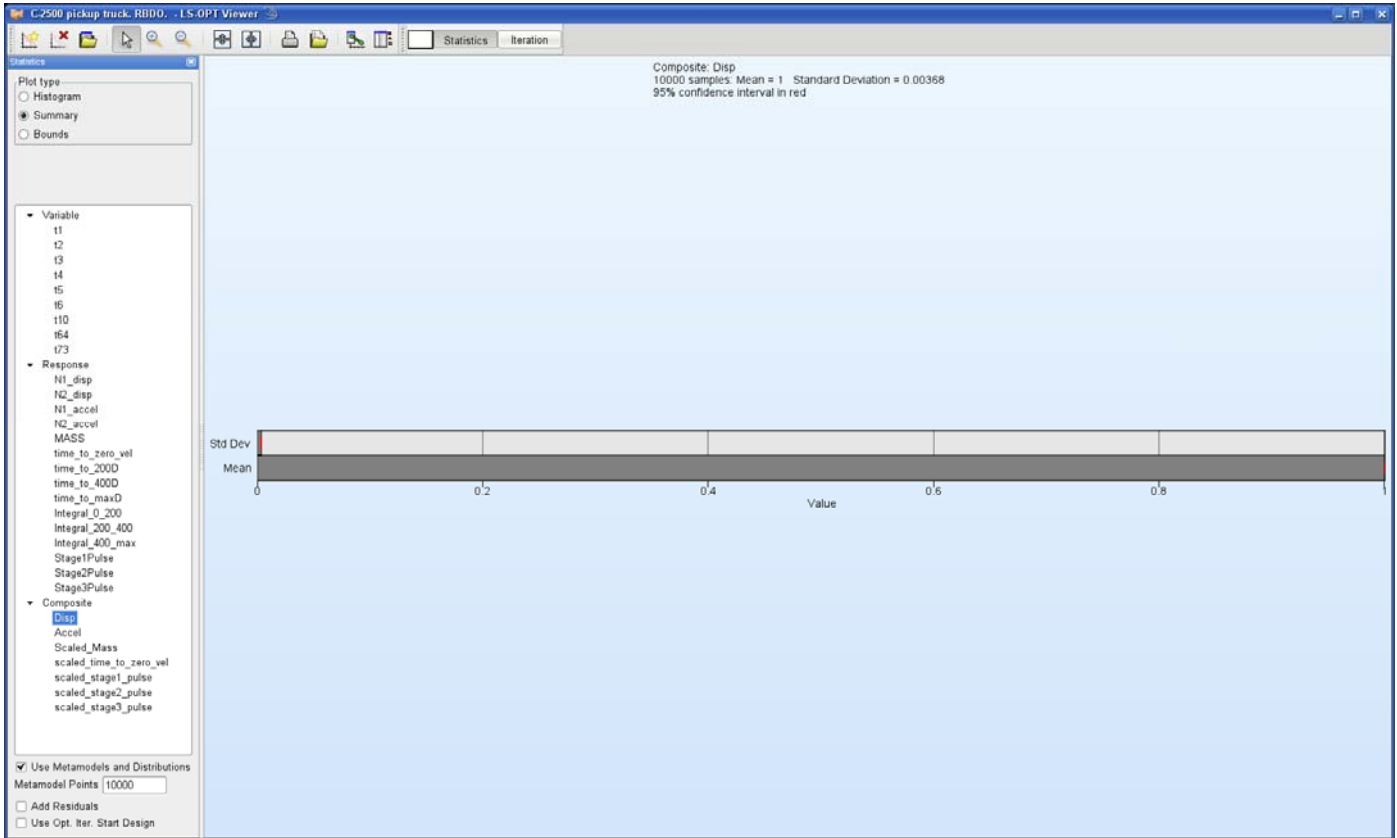 C-2500 pickup truck. RBDO. - LS-OPT Viewer
Statistics
Iteration
Statistics
Plot type
Histogram
Summary
Bounds
Variable
t1
t2
t3
t4
t5
t6
t10
t64
t73
Response
N1_disp
N2_disp
N1_accel
N2_accel
MASS
time_to_zero_vel
time_to_200D
time_to_400D
time_to_maxD
Integral_0_200
Integral_200_400
Integral_400_max
Stage1Pulse
Stage2Pulse
Stage3Pulse
Composite
Disp
Accel
Scaled_Mass
scaled_time_to_zero_vel
scaled_stage1_pulse
scaled_stage2_pulse
scaled_stage3_pulse
Use Metamodels and Distributions
Metamodel Points 10000
Add Residuals
Use Opt. Iter. Start Design
Composite: Disp
10000 samples: Mean = 1 Standard Deviation = 0.00368
95% confidence interval in red
Std Dev
Mean
0 0.2 0.4 0.6 0.8 1
Value